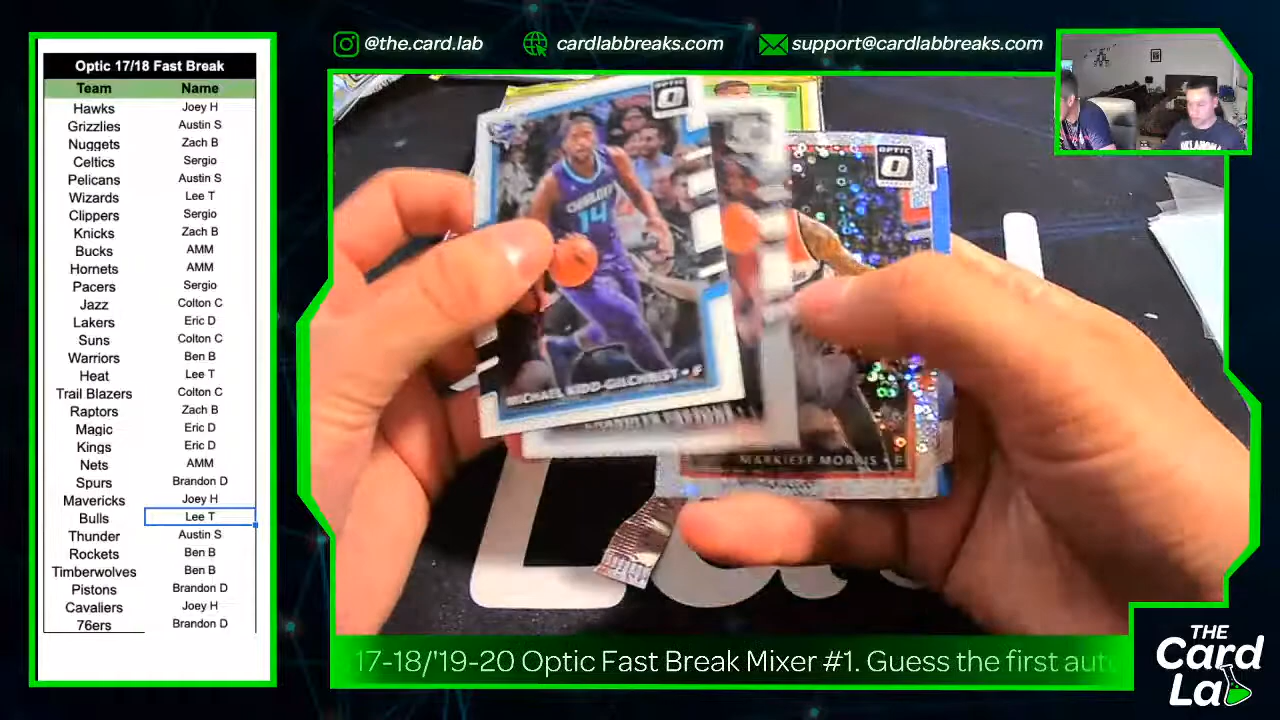 @the.card.lab
cardlabbreaks.com
support@cardlabbreaks.com
Optic 17/18 Fast Break
Team Name
Hawks Joey H
Grizzlies Austin S
Nuggets Zach B
Celtics Sergio
Pelicans Austin S
Wizards Lee T
Clippers Sergio
Knicks Zach B
Bucks AMM
Hornets AMM
Pacers Sergio
Jazz Colton C
Lakers Eric D
Suns Colton C
Warriors Ben B
Heat Lee T
Trail Blazers Colton C
Raptors Zach B
Magic Eric D
Kings Eric D
Nets AMM
Spurs Brandon D
Mavericks Joey H
Bulls Lee T
Thunder Austin S
Rockets Ben B
Timberwolves Ben B
Pistons Brandon D
Cavaliers Joey H
76ers Brandon D
OPTIC
CHARLOTTE
14
MICHAEL KIDD-GILCHRIST • F
OPTIC
MARKIEFF MORRIS • F
17-18/'19-20 Optic Fast Break Mixer #1. Guess the first aut
THE
Card
Lab